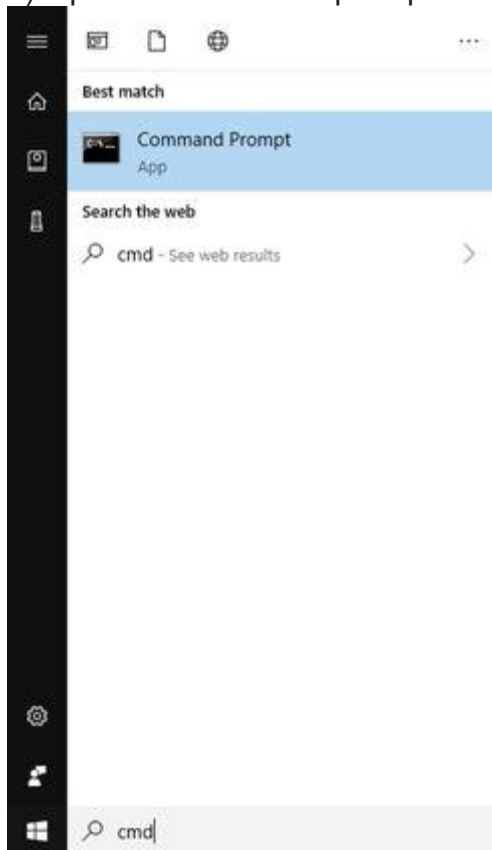 Best match
Command Prompt
App
Search the web
cmd - See web results
cmd